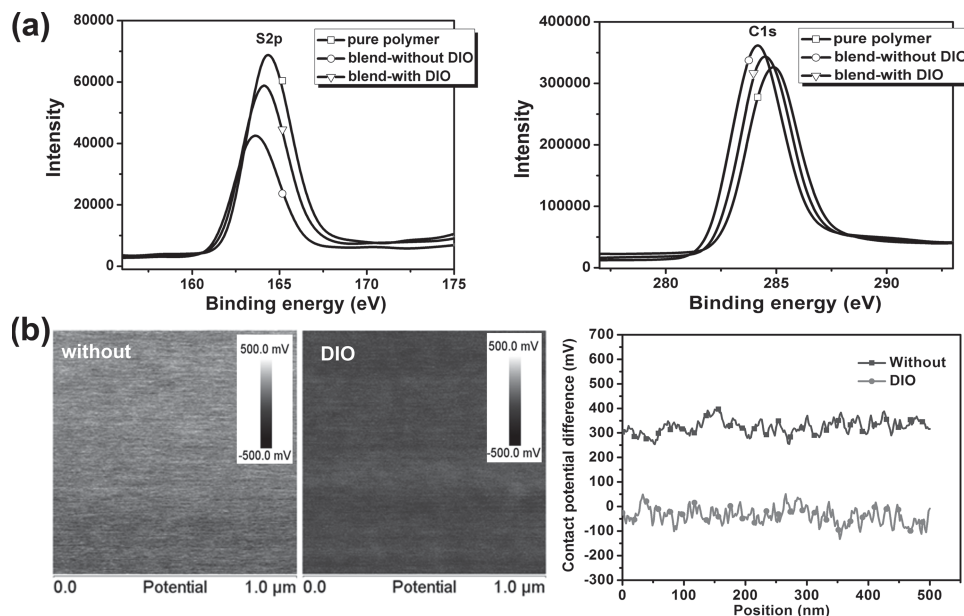 (a)
S2p
pure polymer
blend-without DIO
blend-with DIO
80000
60000
40000
20000
0
Intensity
160
165
170
175
Binding energy (eV)
C1s
pure polymer
blend-without DIO
blend-with DIO
400000
300000
200000
100000
0
Intensity
280
285
290
Binding energy (eV)
(b)
without
500.0 mV
-500.0 mV
0.0 Potential 1.0 μm
DIO
500.0 mV
-500.0 mV
0.0 Potential 1.0 μm
Without
DIO
700
600
500
400
300
200
100
0
-100
-200
-300
Contact potential difference (mV)
0 100 200 300 400 500
Position (nm)